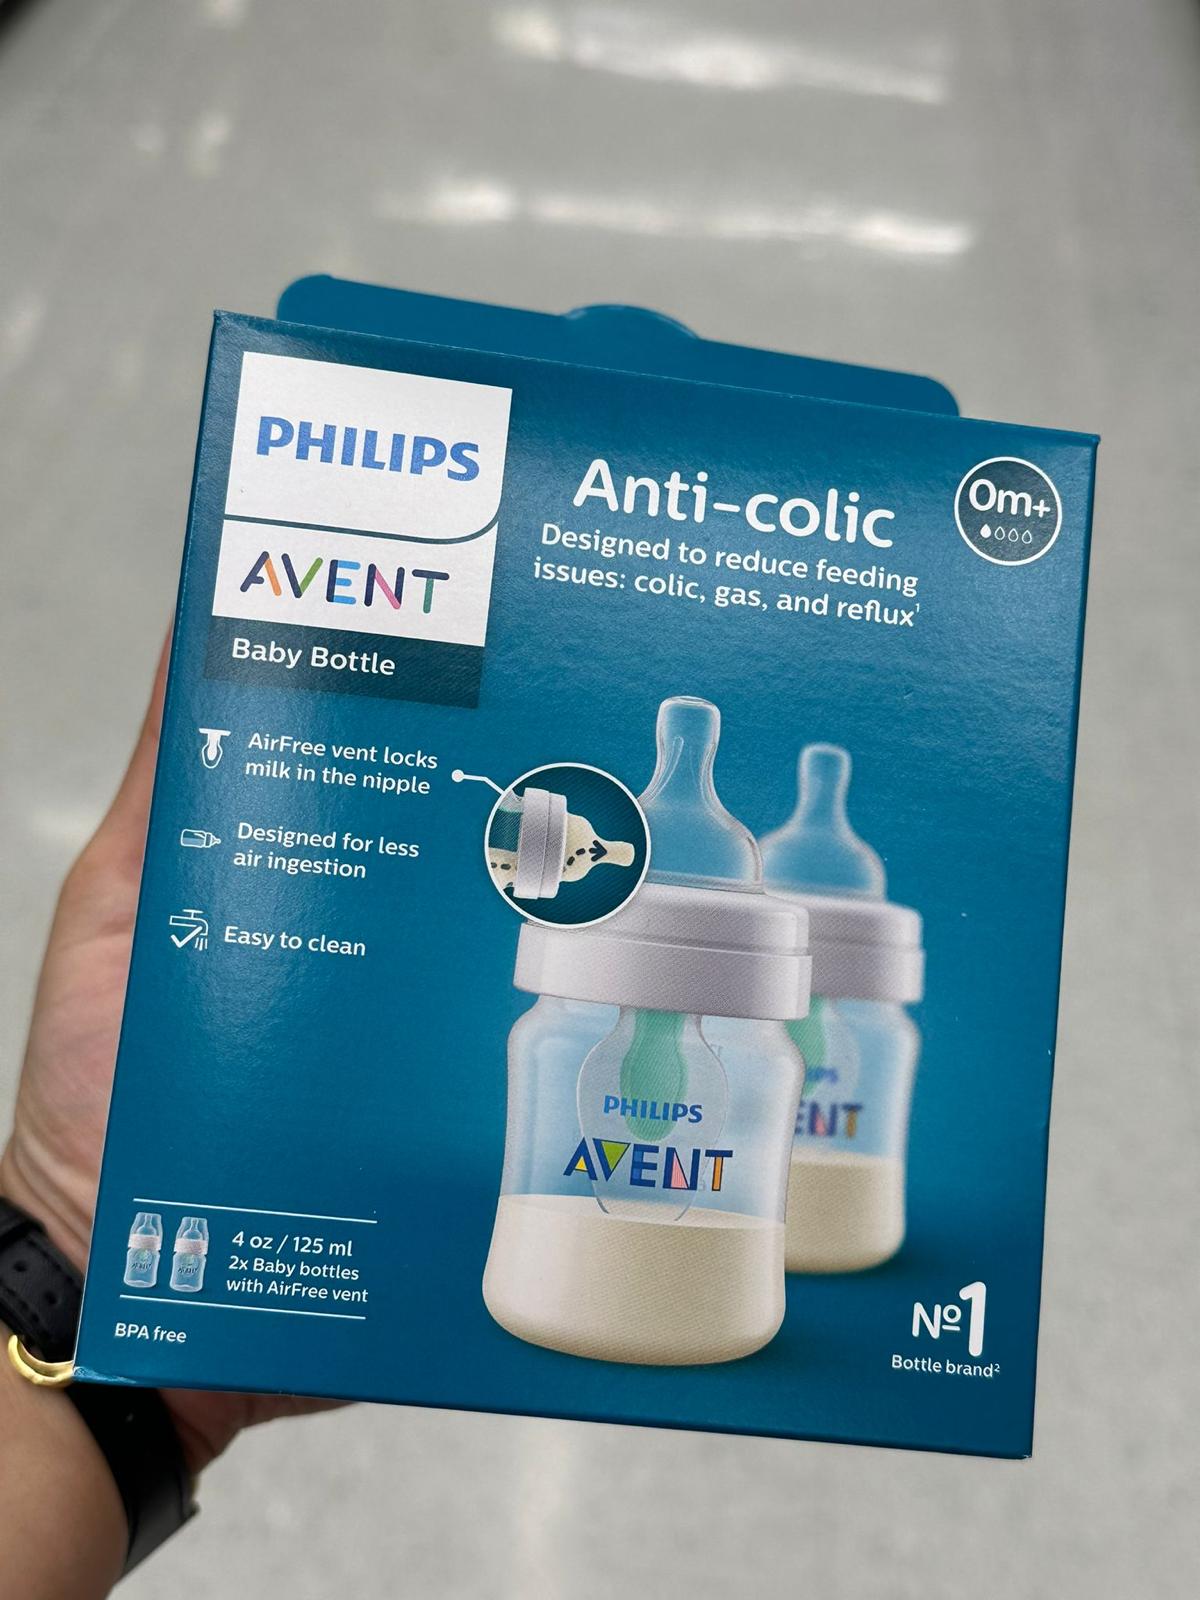 PHILIPS
AVENT
Baby Bottle
Anti-colic
Designed to reduce feeding
issues: colic, gas, and reflux¹
0m+
AirFree vent locks
milk in the nipple
Designed for less
air ingestion
Easy to clean
PHILIPS
AVENT
IPS
ENT
4 oz / 125 ml
2x Baby bottles
with AirFree vent
BPA free
Nº1
Bottle brand²